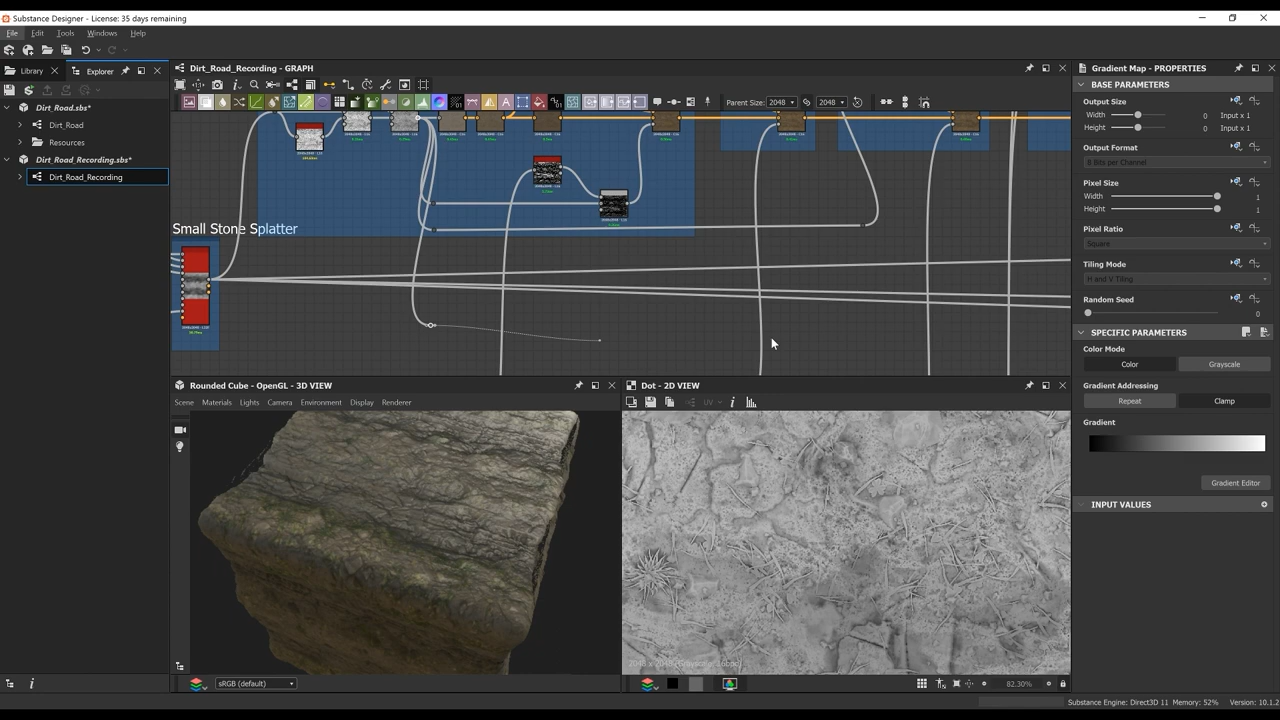 Substance Designer - License: 35 days remaining
File Edit Tools Windows Help
Library
Explorer
Dirt_Road.sbs*
Dirt_Road
Resources
Dirt_Road_Recording.sbs*
Dirt_Road_Recording
Dirt_Road_Recording - GRAPH
Parent Size: 2048 2048
Small Stone Splatter
Rounded Cube - OpenGL - 3D VIEW
Scene Materials Lights Camera Environment Display Renderer
sRGB (default)
Dot - 2D VIEW
UV
82.30%
Gradient Map - PROPERTIES
BASE PARAMETERS
Output Size
Width 0 Input x 1
Height 0 Input x 1
Output Format
8 Bits per Channel
Pixel Size
Width 1
Height 1
Pixel Ratio
Square
Tiling Mode
H and V Tiling
Random Seed
0
SPECIFIC PARAMETERS
Color Mode
Color Grayscale
Gradient Addressing
Repeat Clamp
Gradient
Gradient Editor
INPUT VALUES
Substance Engine: Direct3D 11 Memory: 52% Version: 10.1.2